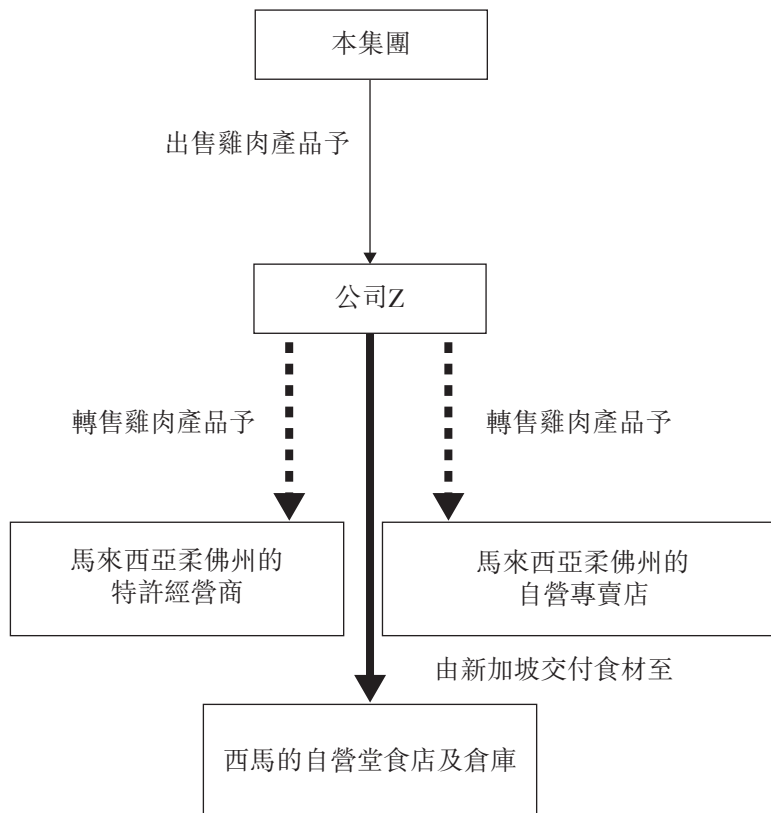 本集團
出售雞肉產品予
公司Z
轉售雞肉產品予
轉售雞肉產品予
馬來西亞柔佛州的
特許經營商
馬來西亞柔佛州的
自營專賣店
由新加坡交付食材至
西馬的自營堂食店及倉庫